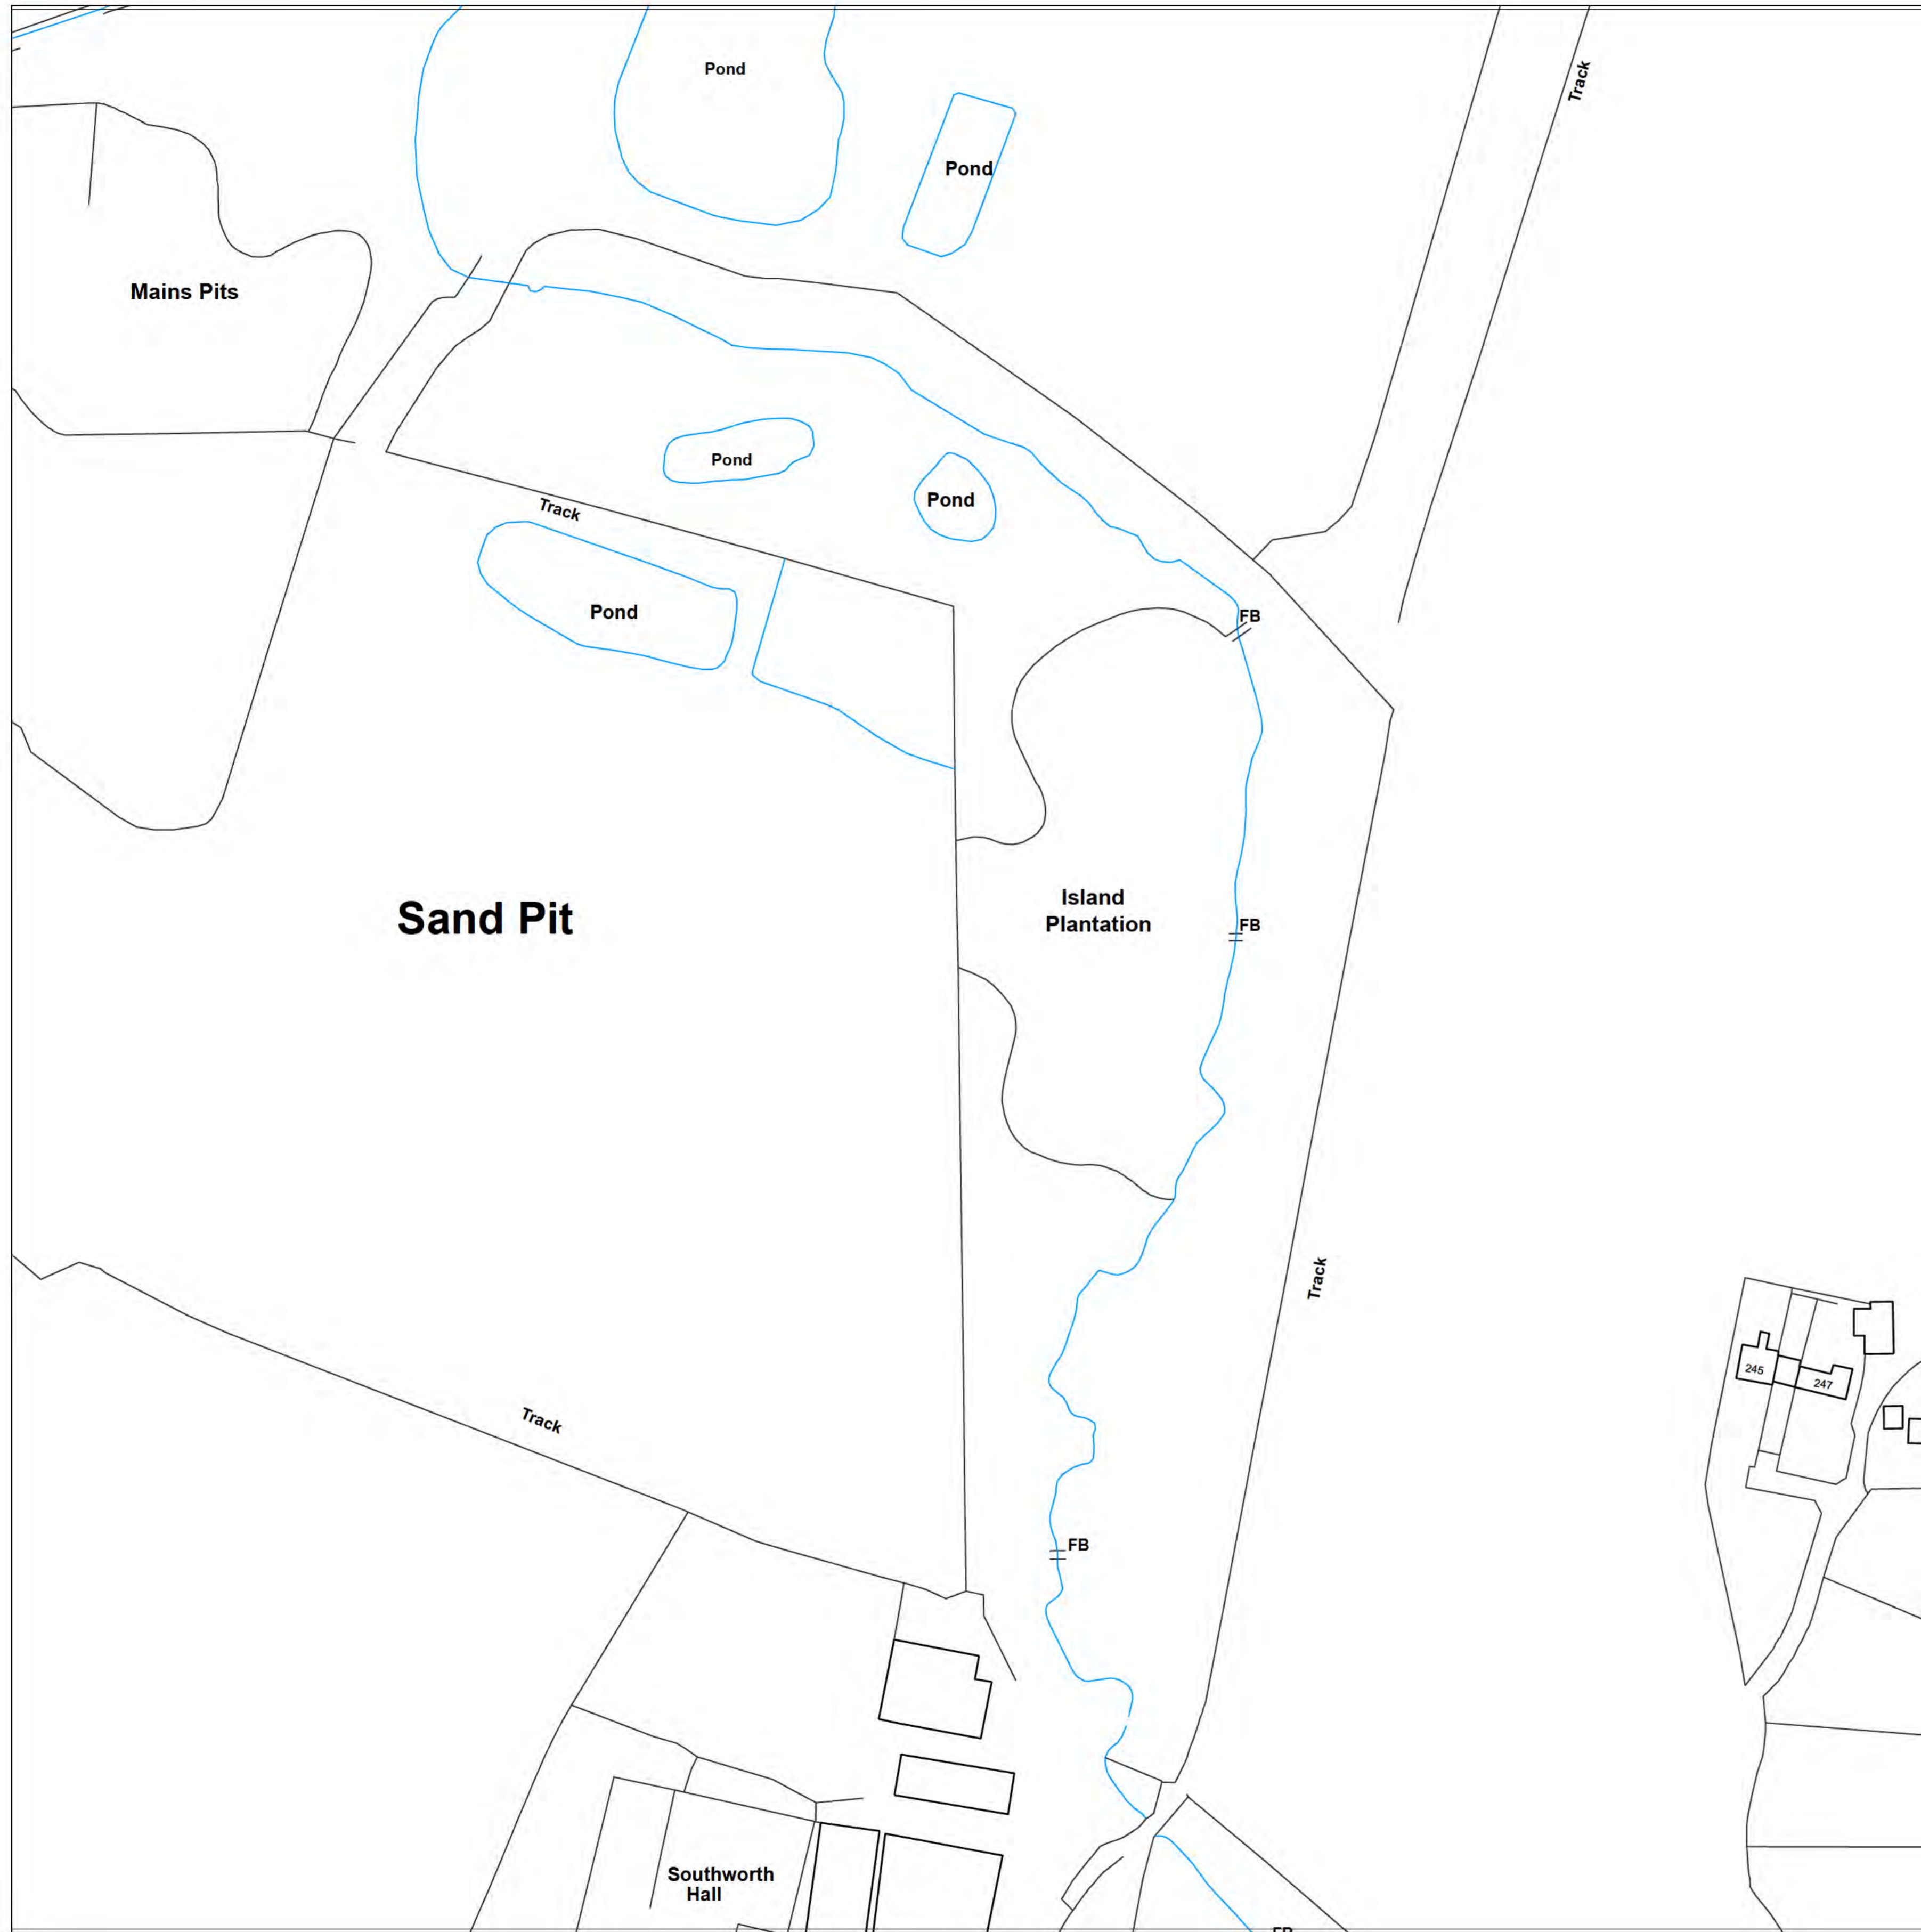 Pond
Track
Pond
Mains Pits
Pond
Pond
Track
Pond
FB
Sand Pit
Island
Plantation
FB
Track
245
247
Track
FB
Southworth
Hall
FB